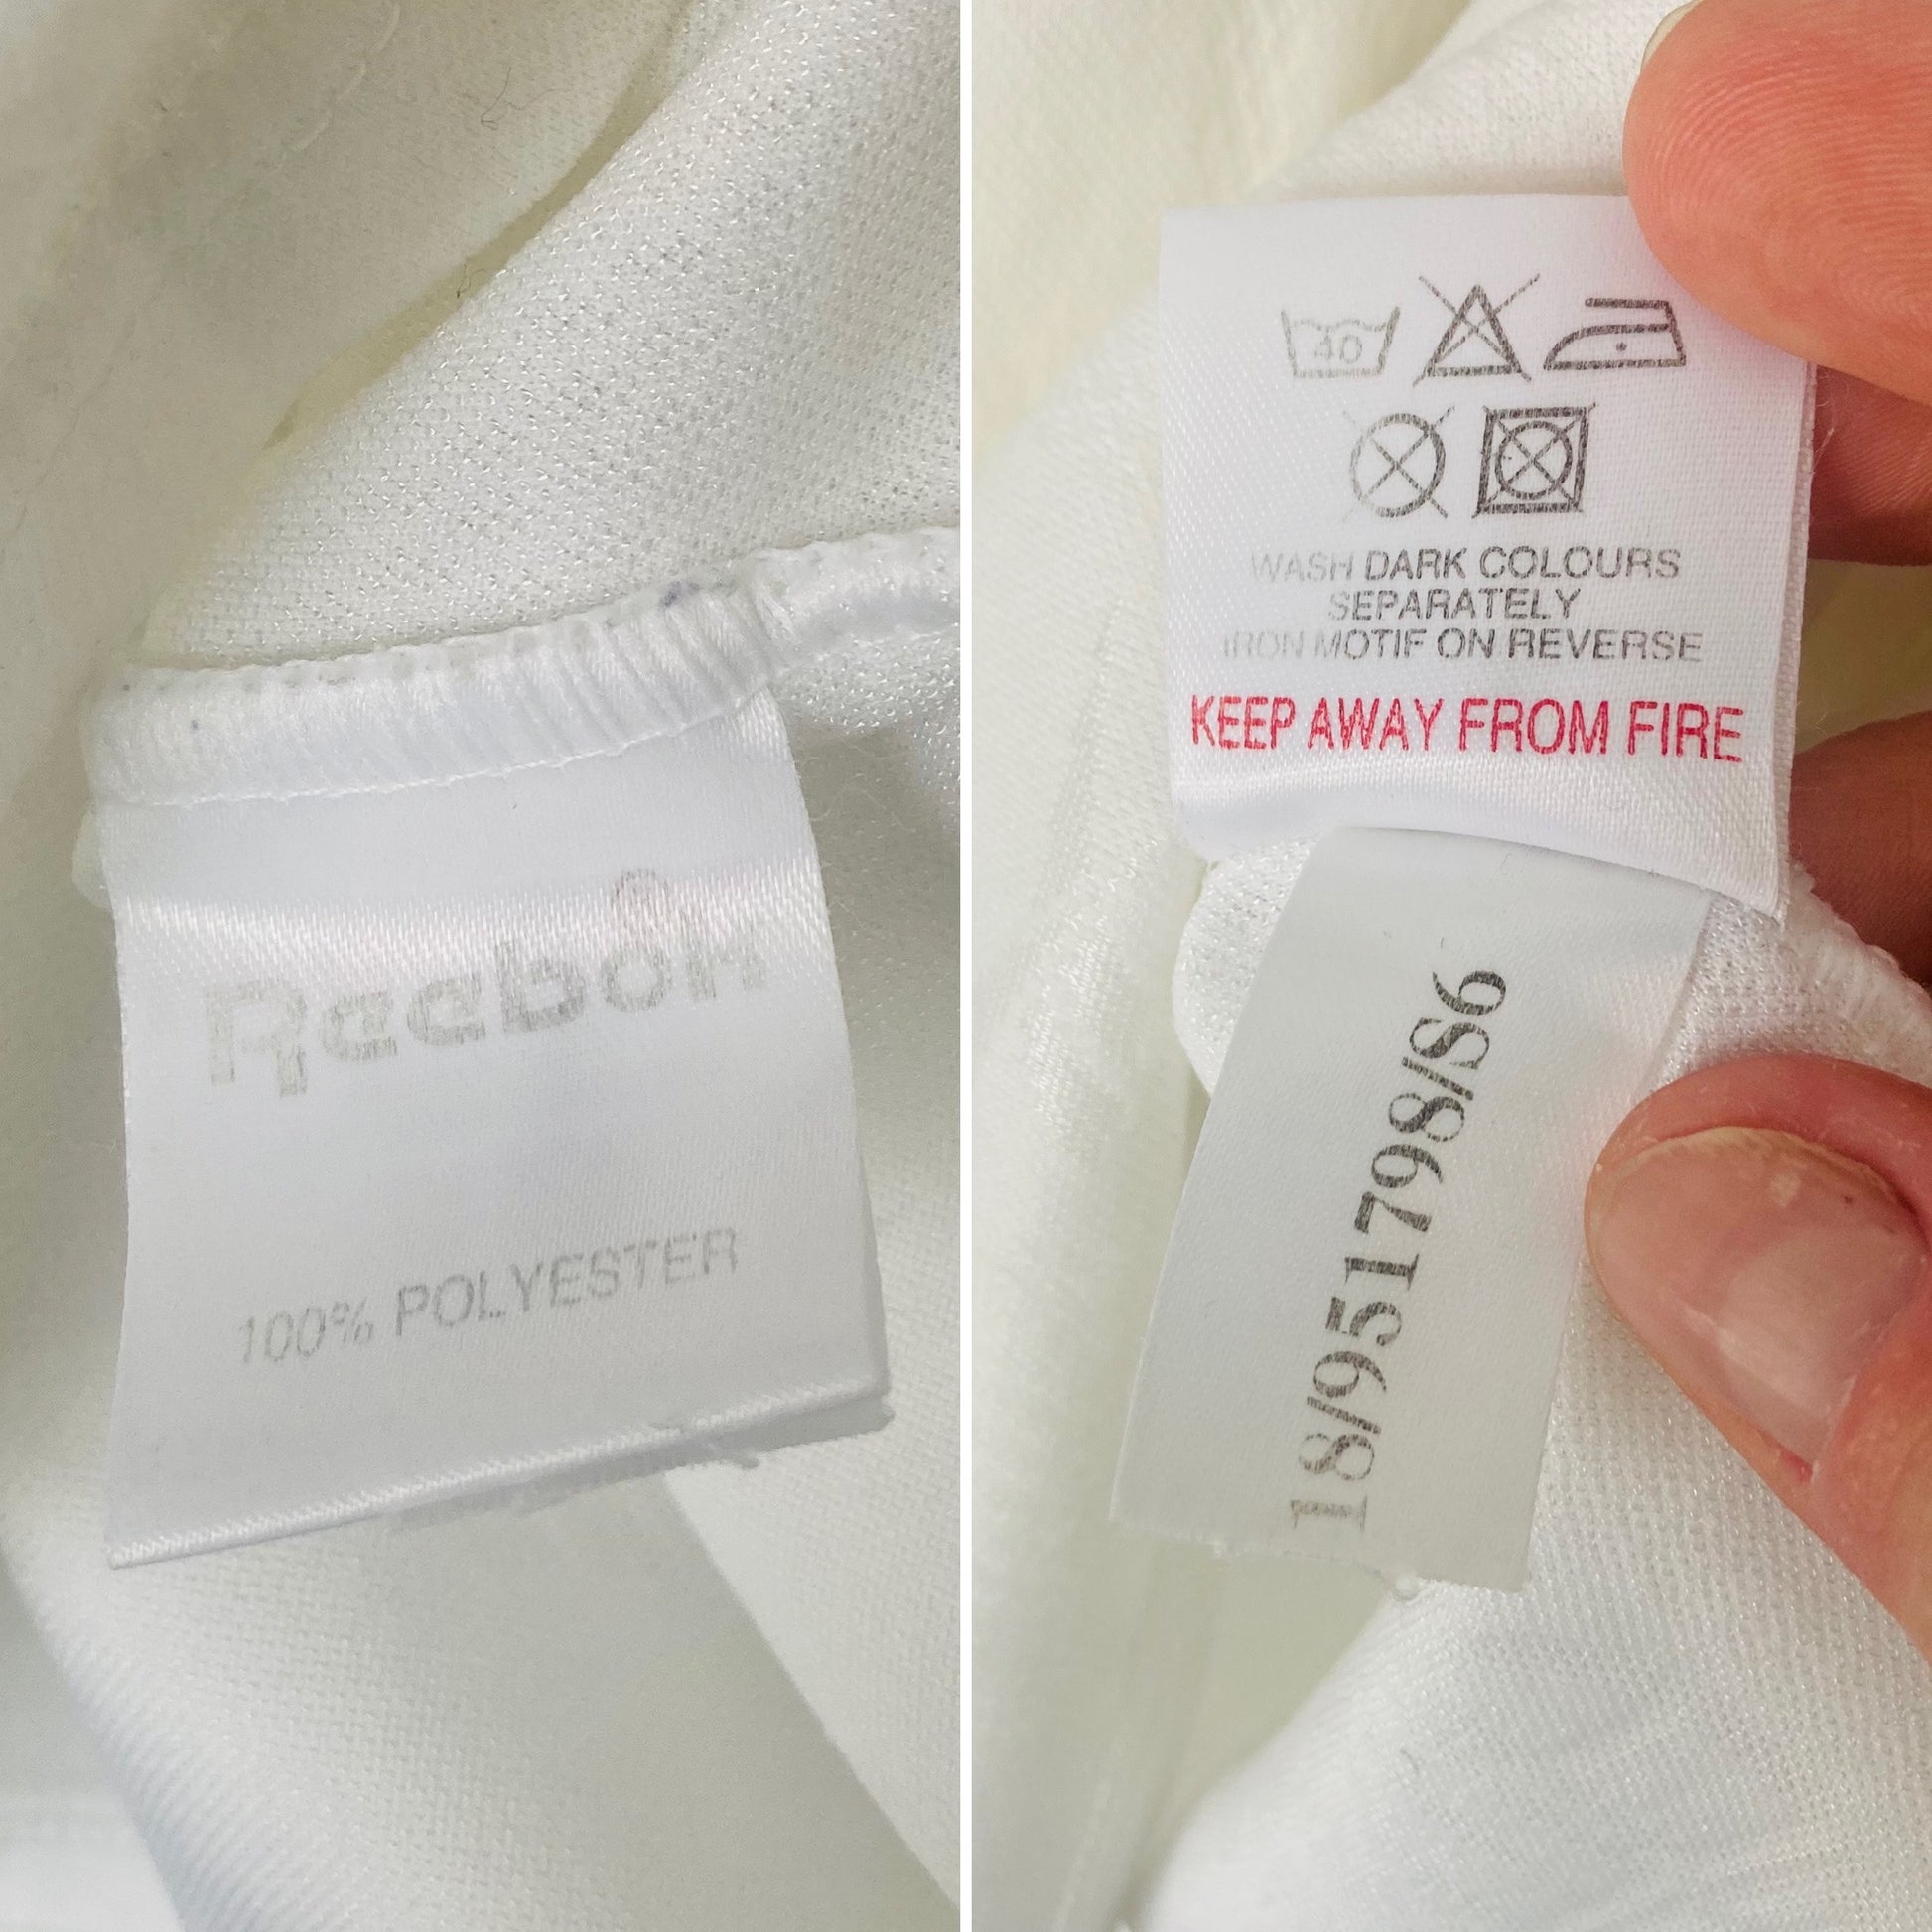 Reebok®
100% POLYESTER
40
WASH DARK COLOURS
SEPARATELY
IRON MOTIF ON REVERSE
KEEP AWAY FROM FIRE
18/951798/S6